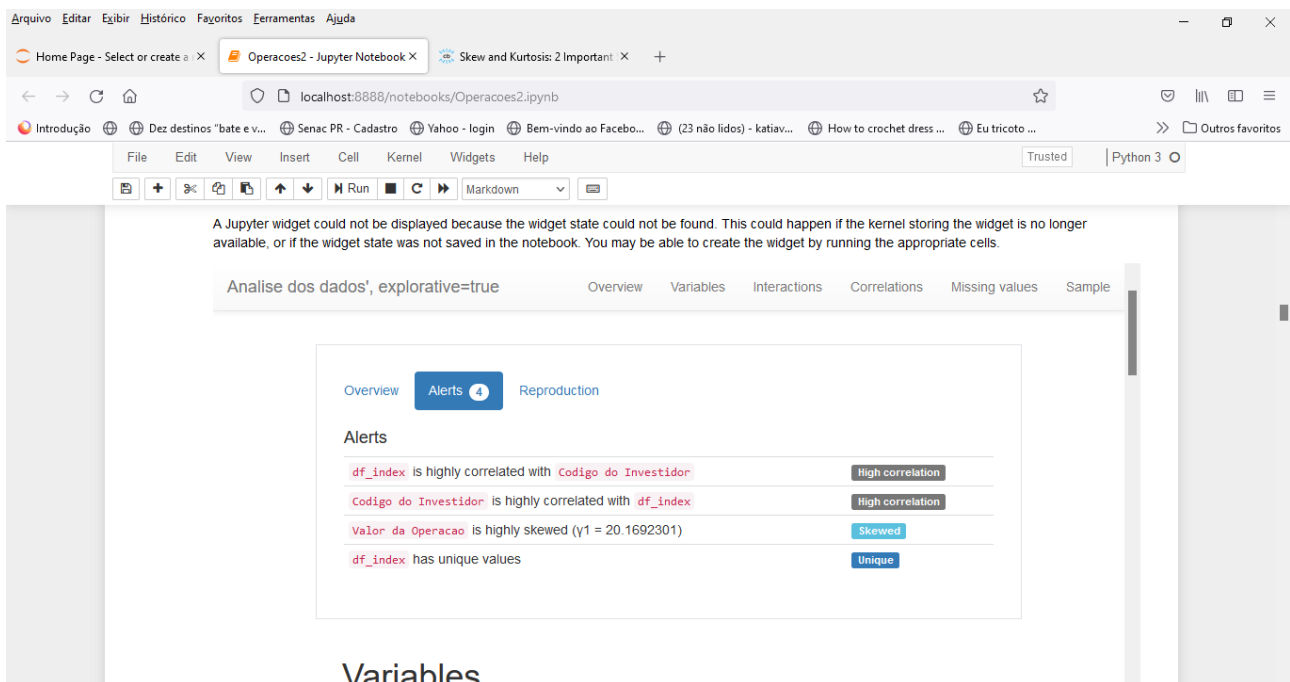 Arquivo Editar Exibir Histórico Favoritos Ferramentas Ajuda
Home Page - Select or create a
Operacoes2 - Jupyter Notebook
Skew and Kurtosis: 2 Important
localhost:8888/notebooks/Operacoes2.ipynb
Introdução Dez destinos "bate e v... Senac PR - Cadastro Yahoo - login Bem-vindo ao Facebo... (23 não lidos) - katiav... How to crochet dress ... Eu tricoto ... Outros favoritos
File Edit View Insert Cell Kernel Widgets Help Trusted Python 3
Run Markdown
A Jupyter widget could not be displayed because the widget state could not be found. This could happen if the kernel storing the widget is no longer
available, or if the widget state was not saved in the notebook. You may be able to create the widget by running the appropriate cells.
Analise dos dados', explorative=true Overview Variables Interactions Correlations Missing values Sample
Overview Alerts 4 Reproduction
Alerts
df_index is highly correlated with Codigo do Investidor High correlation
Codigo do Investidor is highly correlated with df_index High correlation
Valor da Operacao is highly skewed (γ1 = 20.1692301) Skewed
df_index has unique values Unique
Variables